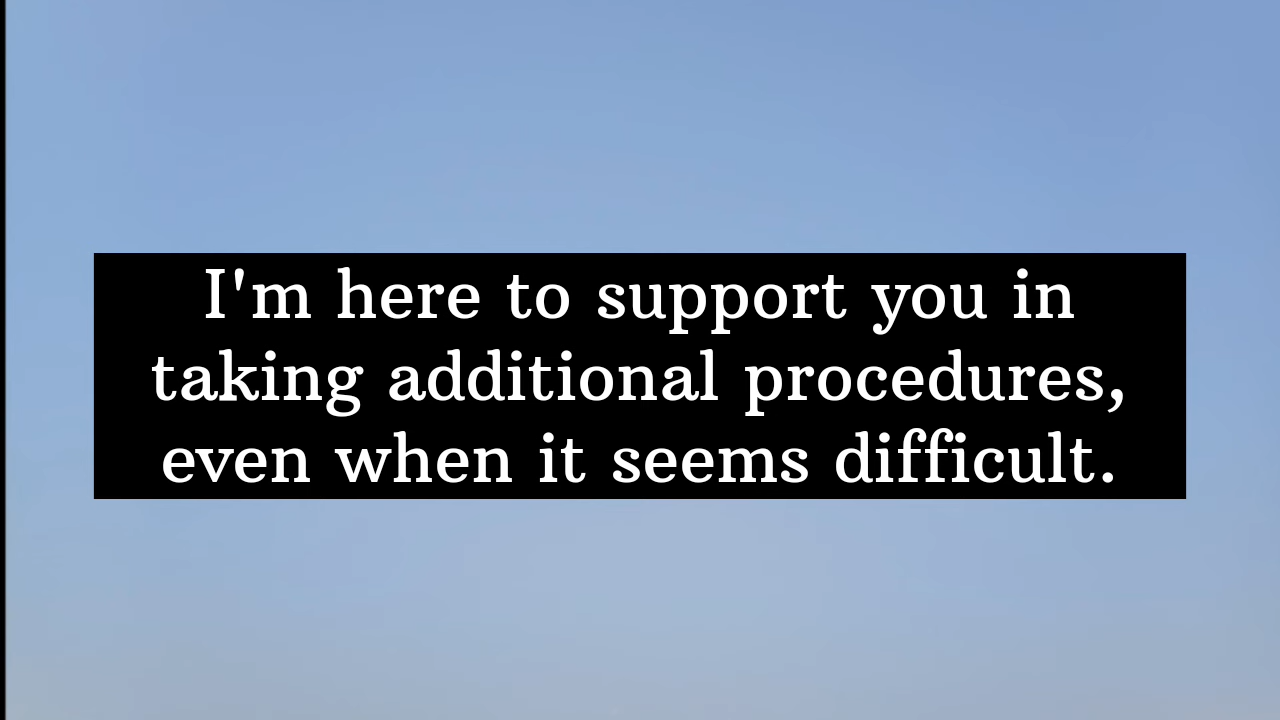 I'm here to support you in
taking additional procedures,
even when it seems difficult.